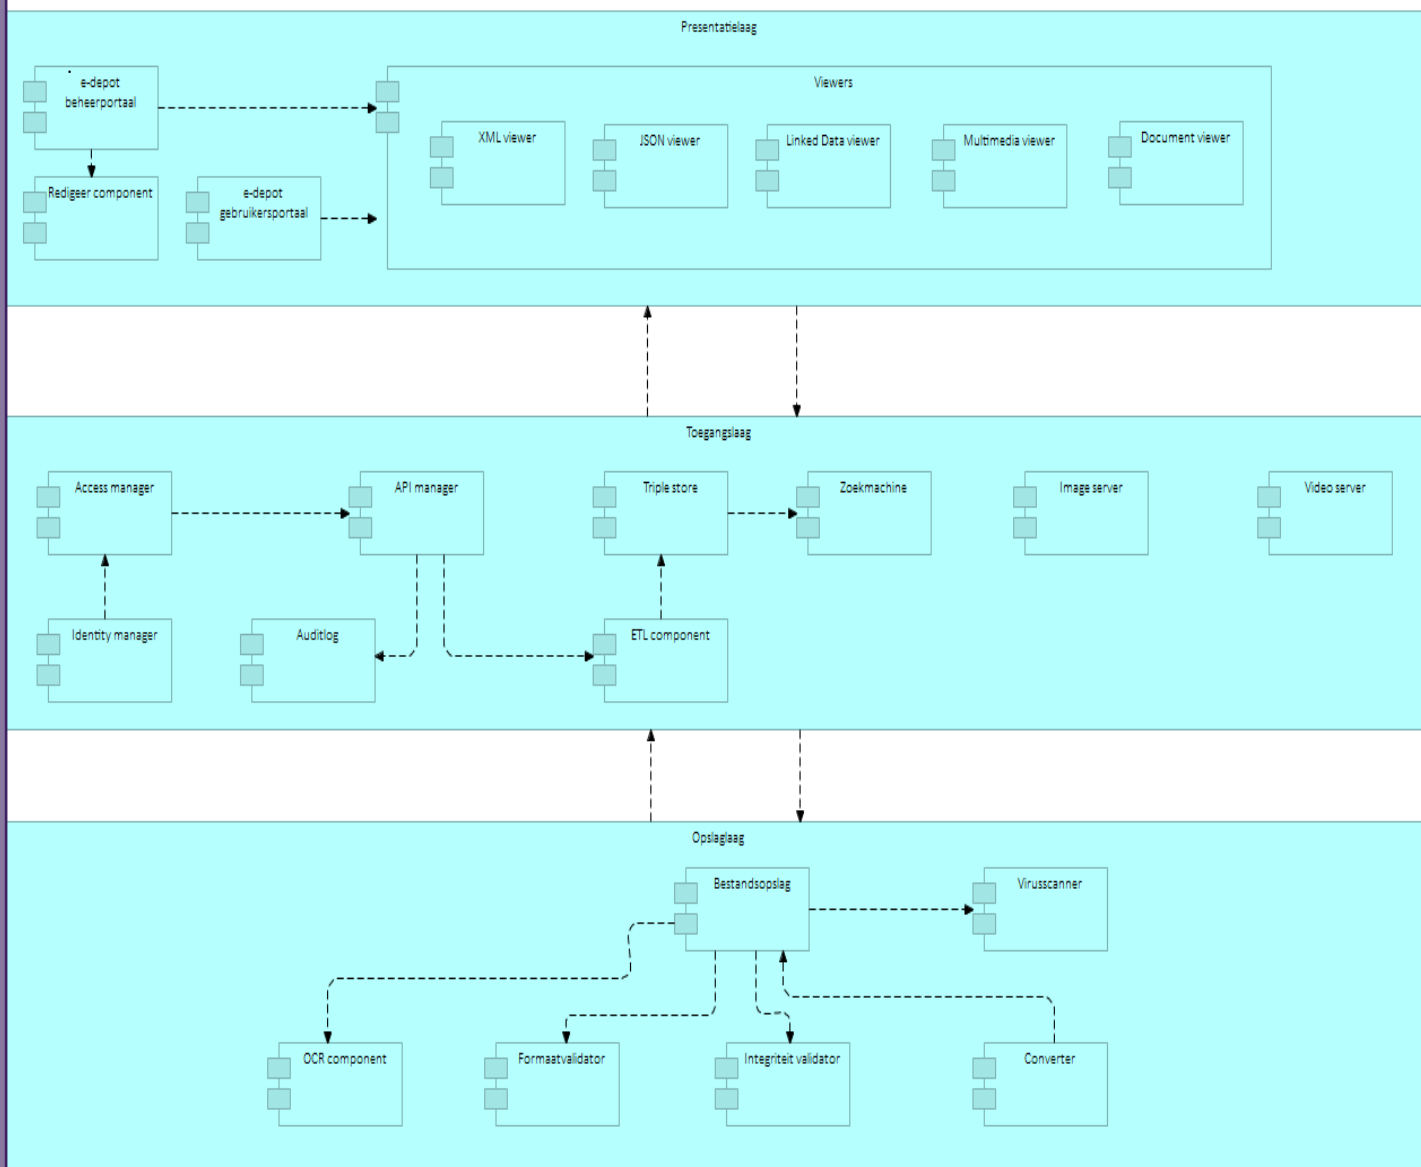 Presentatielaag
e-depot
beheerportaal
Viewers
XML viewer
JSON viewer
Linked Data viewer
Multimedia viewer
Document viewer
Redigeer component
e-depot
gebruikersportaal
Toegangslaag
Access manager
API manager
Triple store
Zoekmachine
Image server
Video server
Identity manager
Auditlog
ETL component
Opslaglaag
Bestandsopslag
Virusscanner
OCR component
Formaatvalidator
Integriteit validator
Converter